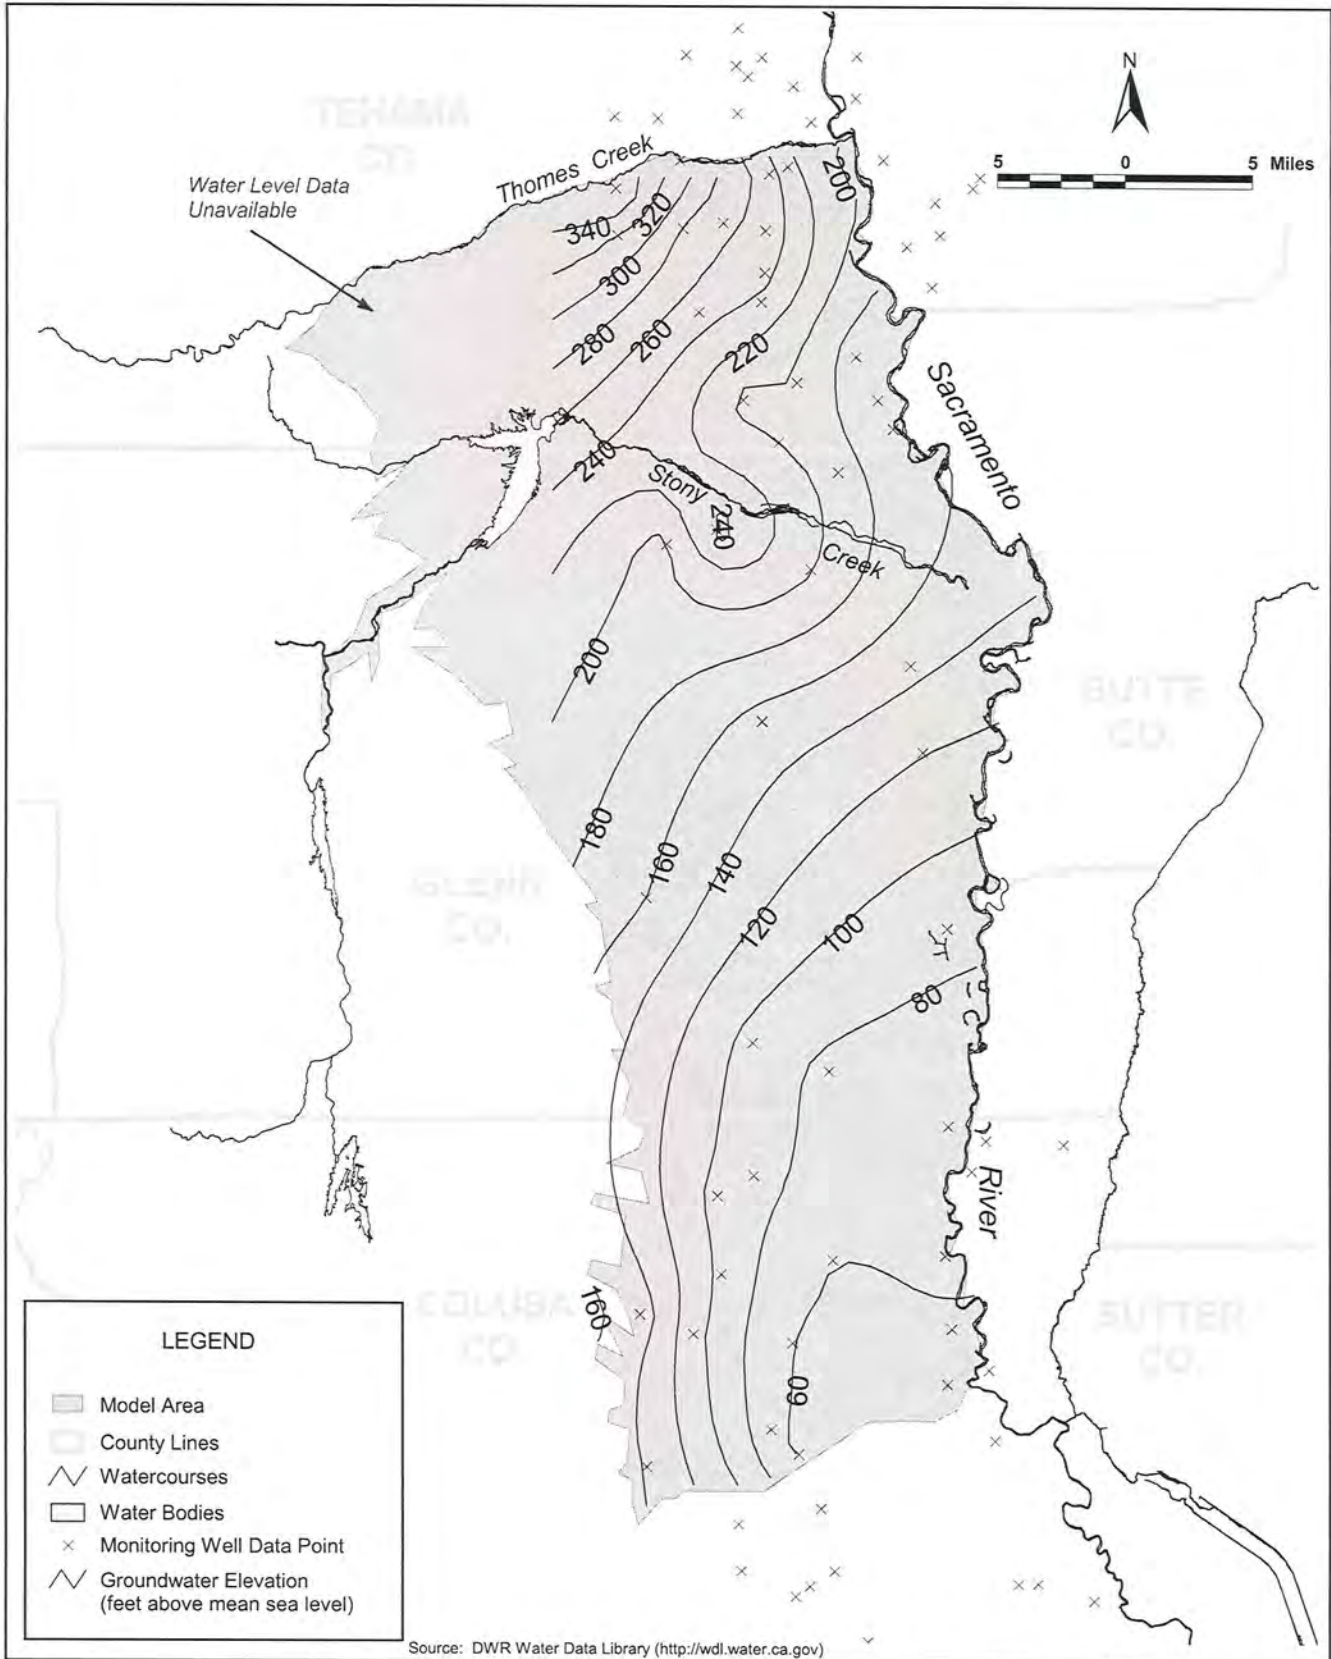 N
5 0 5 Miles
TEHAMA
CO.
Thomes Creek
Water Level Data
Unavailable
200
340
320
300
280
260
220
Sacramento
240
Stony
240
Creek
200
BUTTE
CO.
180
160
140
120
100
GLENN
CO.
80
River
160
COLUSA
CO.
SUTTER
CO.
60
LEGEND
Model Area
County Lines
Watercourses
Water Bodies
Monitoring Well Data Point
Groundwater Elevation
(feet above mean sea level)
Source: DWR Water Data Library (http://wdl.water.ca.gov)